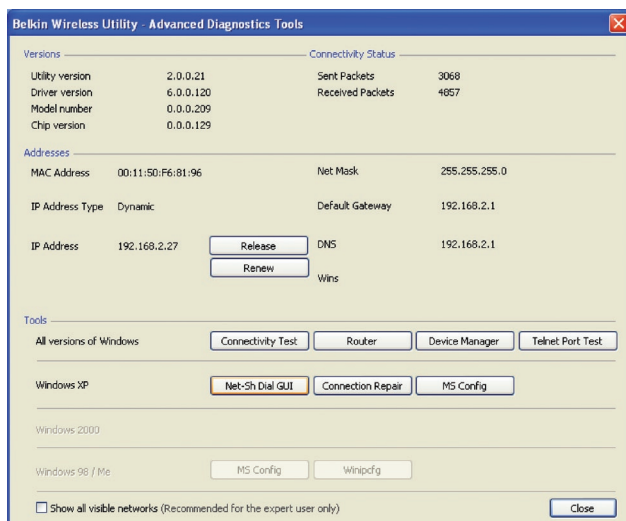 Belkin Wireless Utility - Advanced Diagnostics Tools
Versions
Utility version 2.0.0.21
Driver version 6.0.0.120
Model number 0.0.0.209
Chip version 0.0.0.129
Connectivity Status
Sent Packets 3068
Received Packets 4857
Addresses
MAC Address 00:11:50:F6:81:96
Net Mask 255.255.255.0
IP Address Type Dynamic
Default Gateway 192.168.2.1
IP Address 192.168.2.27 Release
Renew
DNS 192.168.2.1
Wins
Tools
All versions of Windows Connectivity Test Router Device Manager Telnet Port Test
Windows XP Net-Sh Dial GUI Connection Repair MS Config
Windows 2000
Windows 98 / Me MS Config Winipcfg
Show all visible networks (Recommended for the expert user only) Close